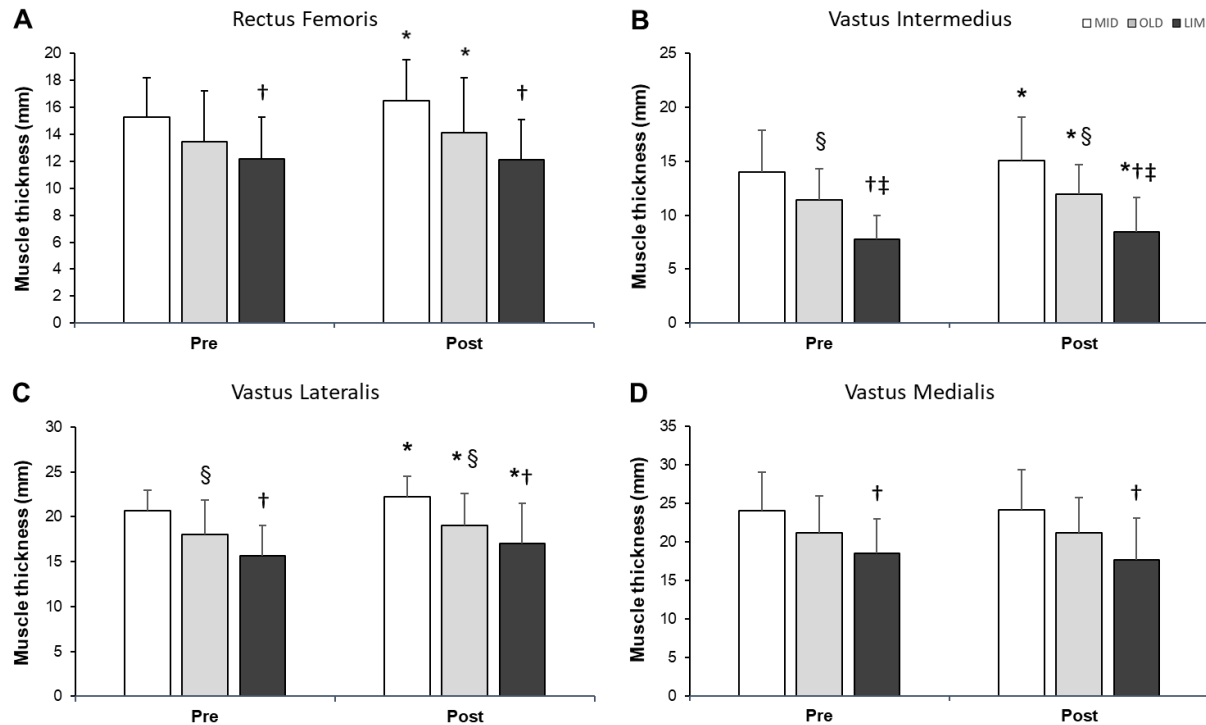 A
Rectus Femoris
Muscle thickness (mm)
20
18
16
14
12
10
8
6
4
2
0
†
*
*
†
Pre
Post
B
Vastus Intermedius
MID OLD LIM
Muscle thickness (mm)
25
20
15
10
5
0
§
†‡
*
* §
*†‡
Pre
Post
C
Vastus Lateralis
Muscle thickness (mm)
30
25
20
15
10
5
0
§
†
*
* §
*†
Pre
Post
D
Vastus Medialis
Muscle thickness (mm)
35
30
25
20
15
10
5
0
†
†
Pre
Post